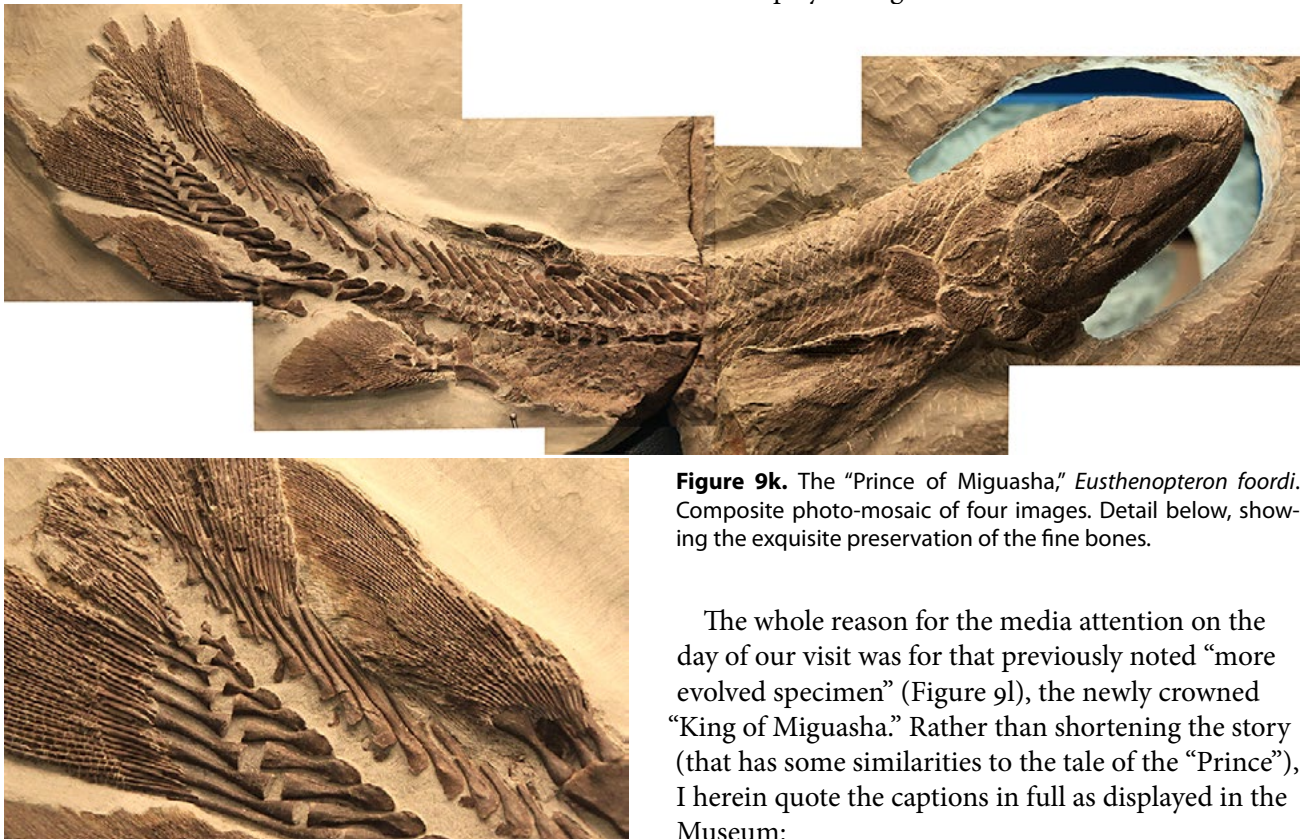 Figure 9k. The “Prince of Miguasha,” Eusthenopteron foordi.
Composite photo-mosaic of four images. Detail below, show-
ing the exquisite preservation of the fine bones.
The whole reason for the media attention on the
day of our visit was for that previously noted “more
evolved specimen” (Figure 9l), the newly crowned
“King of Miguasha.” Rather than shortening the story
(that has some similarities to the tale of the “Prince”),
I herein quote the captions in full as displayed in the
Museum: